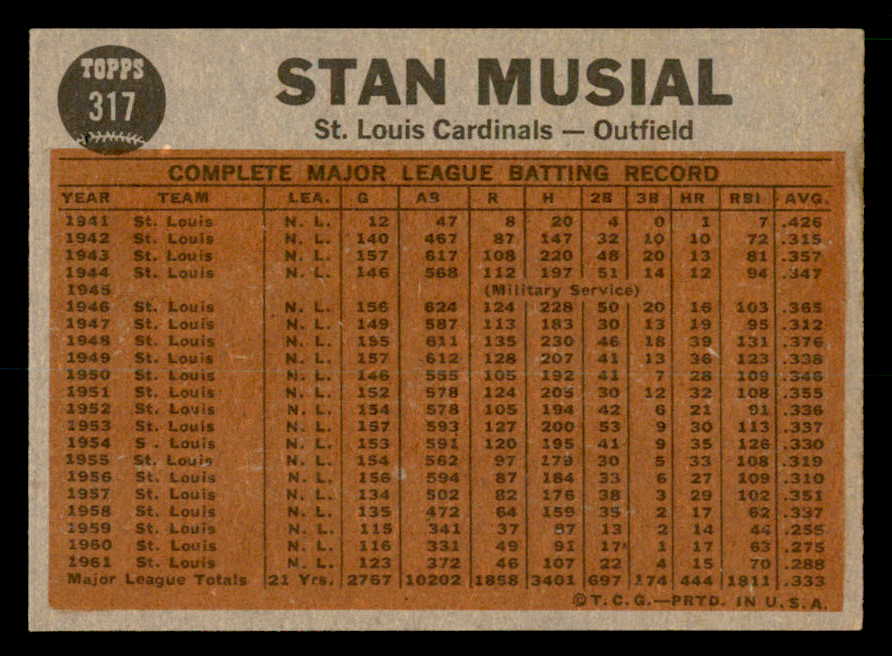 TOPPS
317
STAN MUSIAL
St. Louis Cardinals — Outfield
COMPLETE MAJOR LEAGUE BATTING RECORD
YEAR TEAM LEA. G AB R H 2B 3B HR RBI AVG.
1941 St. Louis N. L. 12 47 8 20 4 0 1 7 .426
1942 St. Louis N. L. 140 467 87 147 32 10 10 72 .315
1943 St. Louis N. L. 157 617 108 220 48 20 13 81 .357
1944 St. Louis N. L. 146 568 112 197 51 14 12 94 .347
1945 (Military Service)
1946 St. Louis N. L. 156 624 124 228 50 20 16 103 .365
1947 St. Louis N. L. 149 587 113 183 30 13 19 95 .312
1948 St. Louis N. L. 155 611 135 230 46 18 39 131 .376
1949 St. Louis N. L. 157 612 128 207 41 13 36 123 .338
1950 St. Louis N. L. 146 555 105 192 41 7 28 109 .346
1951 St. Louis N. L. 152 578 124 205 30 12 32 108 .355
1952 St. Louis N. L. 154 578 105 194 42 6 21 91 .336
1953 St. Louis N. L. 157 593 127 200 53 9 30 113 .337
1954 S . Louis N. L. 153 591 120 195 41 9 35 126 .330
1955 St. Louis N. L. 154 562 97 179 30 5 33 108 .319
1956 St. Louis N. L. 156 594 87 184 33 6 27 109 .310
1957 St. Louis N. L. 134 502 82 176 38 3 29 102 .351
1958 St. Louis N. L. 135 472 64 159 35 2 17 62 .337
1959 St. Louis N. L. 115 341 37 87 13 2 14 44 .255
1960 St. Louis N. L. 116 331 49 91 17 1 17 63 .275
1961 St. Louis N. L. 123 372 46 107 22 4 15 70 .288
Major League Totals 21 Yrs. 2767 10202 1858 3401 697 174 444 1811 .333
© T. C. G.—PRTD. IN U. S. A.